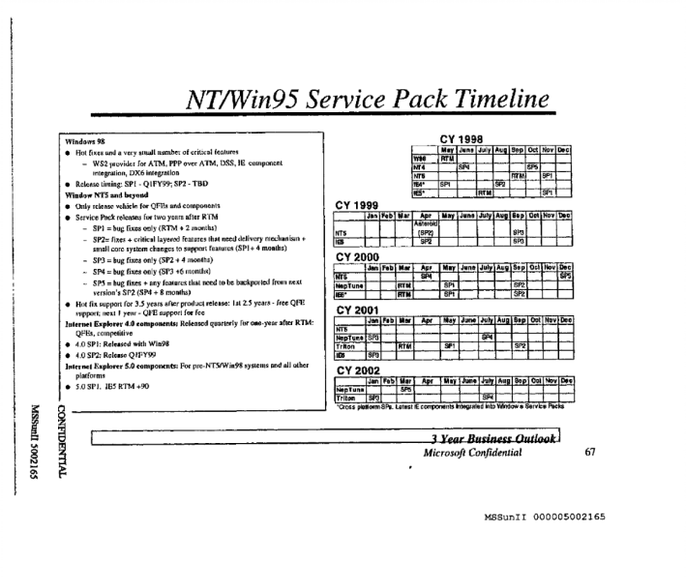 NT/Win95 Service Pack Timeline
Windows 98
● Hot fixes and a very small number of critical features
– WS2 provider for ATM, PPP over ATM, DSS, IE component
integration, DX6 integration
● Release timing: SP1 - Q1FY99; SP2 - TBD
Window NT5 and beyond
● Only release vehicle for QFEs and components
● Service Pack releases for two years after RTM
– SP1 = bug fixes only (RTM + 2 months)
– SP2= fixes + critical layered features that need delivery mechanism +
small core system changes to support features (SP1 + 4 months)
– SP3 = bug fixes only (SP2 + 4 months)
– SP4 = bug fixes only (SP3 +6 months)
– SP5 = bug fixes + any features that need to be backported from next
version's SP2 (SP4 + 8 months)
● Hot fix support for 3.5 years after product release: 1st 2.5 years - free QFE
support; next 1 year - QFE support for fee
Internet Explorer 4.0 components: Released quarterly for one-year after RTM:
QFEs, competitive
● 4.0 SP1: Released with Win98
● 4.0 SP2: Release Q1FY99
Internet Explorer 5.0 components: For pre-NT5/Win98 systems and all other
platforms
● 5.0 SP1, IE5 RTM +90
CY 1998
May June July Aug Sep Oct Nov Dec
W98 RTM
NT4 SP4 SP5
NT5 RTM SP1
IE4* SP1 SP2
IE5* RTM SP1
CY 1999
Jan Feb Mar Apr May June July Aug Sep Oct Nov Dec
Asteroid
NT5 (SP2) SP3
IE5 SP2 SP3
CY 2000
Jan Feb Mar Apr May June July Aug Sep Oct Nov Dec
NT5 SP4 SP5
NepTune RTM SP1 SP2
IE6* RTM SP1 SP2
CY 2001
Jan Feb Mar Apr May June July Aug Sep Oct Nov Dec
NT5
NepTune SP3 SP4
Triton RTM SP1 SP2
IE6 SP3
CY 2002
Jan Feb Mar Apr May June July Aug Sep Oct Nov Dec
NepTune SP5
Triton SP3 SP4
*Cross platform SPs. Latest IE components integrated into Windows Service Packs
3 Year Business Outlook
Microsoft Confidential
67
CONFIDENTIAL
MSSunII 5002165
MSSunII 000005002165